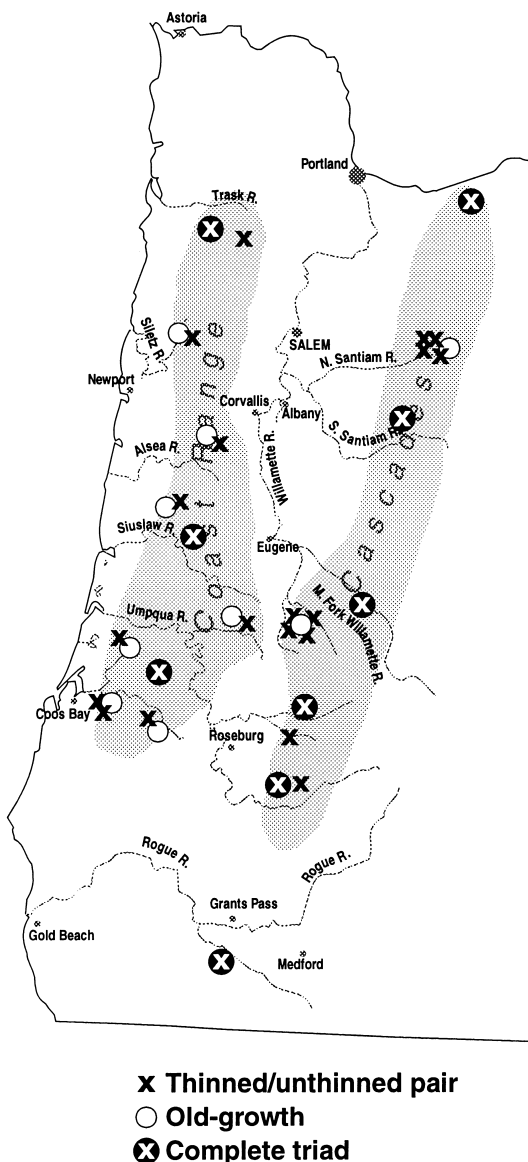 Astoria
Portland
Trask R.
Siletz R.
SALEM
N. Santiam R.
Newport
Corvallis
Albany
S. Santiam R.
Alsea R.
Willamette R.
Coast Range
Cascades
Siuslaw R.
Eugene
M. Fork Willamette R.
Umpqua R.
Coos Bay
Roseburg
Rogue R.
Rogue R.
Grants Pass
Gold Beach
Medford
X Thinned/unthinned pair
Old-growth
X Complete triad